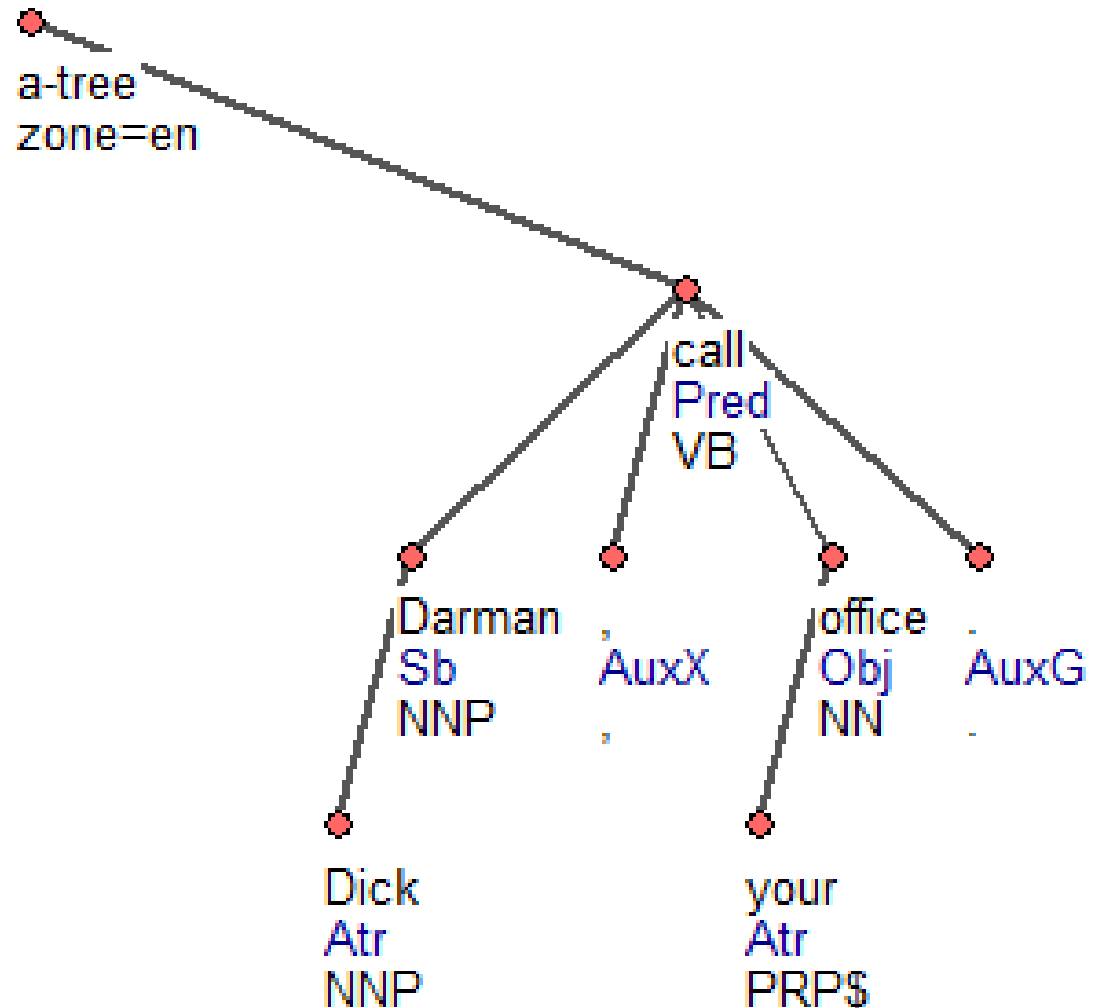 a-tree
zone=en
call
Pred
VB
Darman , office .
Sb AuxX Obj AuxG
NNP , NN .
Dick your
Atr Atr
NNP PRP$